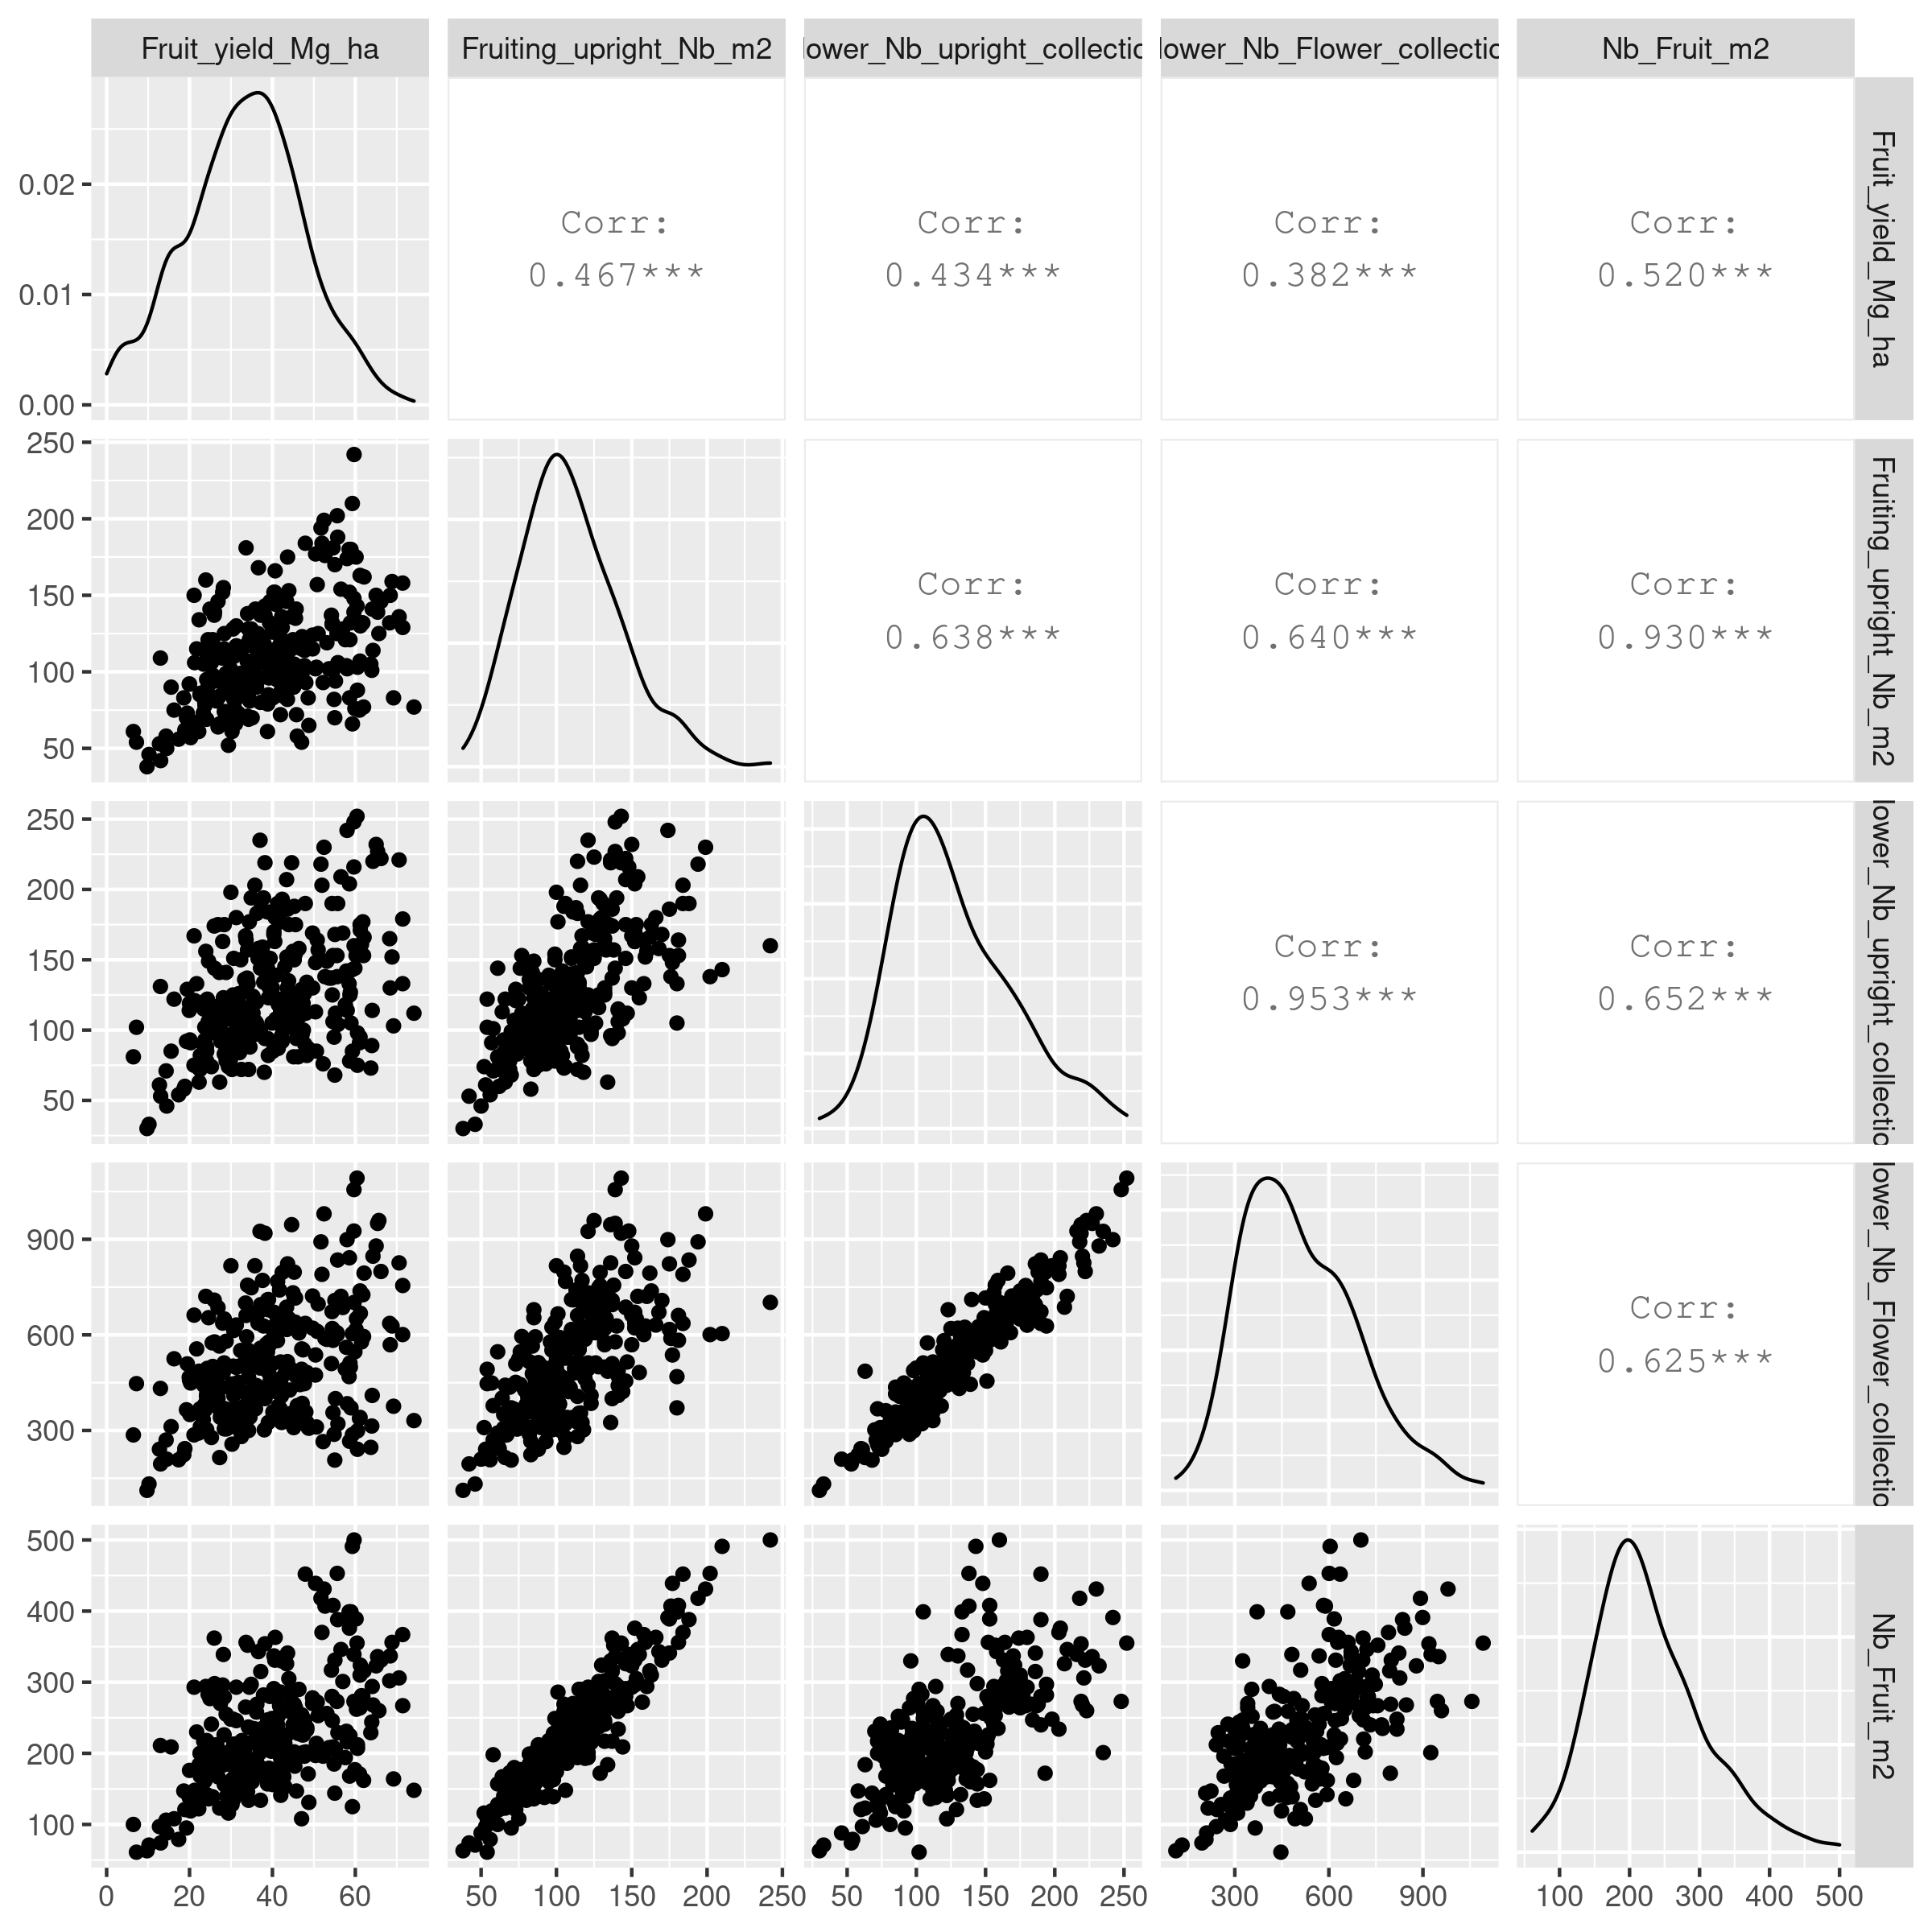 Fruit_yield_Mg_ha
Fruiting_upright_Nb_m2
lower_Nb_upright_collectio
lower_Nb_Flower_collectio
Nb_Fruit_m2
0.02
0.01
0.00
Corr:
0.467***
Corr:
0.434***
Corr:
0.382***
Corr:
0.520***
Fruit_yield_Mg_ha
250
200
150
100
50
Corr:
0.638***
Corr:
0.640***
Corr:
0.930***
Fruiting_upright_Nb_m2
250
200
150
100
50
Corr:
0.953***
Corr:
0.652***
lower_Nb_upright_collectio
900
600
300
Corr:
0.625***
lower_Nb_Flower_collectio
500
400
300
200
100
Nb_Fruit_m2
0 20 40 60
50 100 150 200 250
50 100 150 200 250
300 600 900
100 200 300 400 500